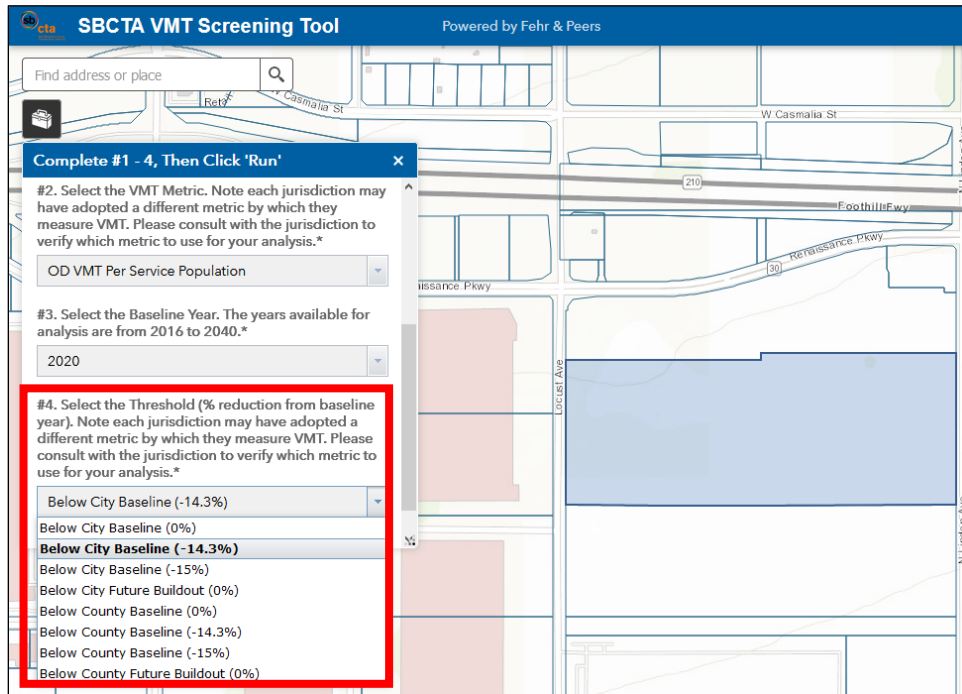 sb
cta
SBCTA VMT Screening Tool
Powered by Fehr & Peers
Find address or place
Retail
W Casmalia St
W Casmalia St
210
Foothill Fwy
Renaissance Pkwy
30
issance Pkwy
Locust Ave
Complete #1 - 4, Then Click 'Run'
#2. Select the VMT Metric. Note each jurisdiction may
have adopted a different metric by which they
measure VMT. Please consult with the jurisdiction to
verify which metric to use for your analysis.*
OD VMT Per Service Population
#3. Select the Baseline Year. The years available for
analysis are from 2016 to 2040.*
2020
#4. Select the Threshold (% reduction from baseline
year). Note each jurisdiction may have adopted a
different metric by which they measure VMT. Please
consult with the jurisdiction to verify which metric to
use for your analysis.*
Below City Baseline (-14.3%)
Below City Baseline (0%)
Below City Baseline (-14.3%)
Below City Baseline (-15%)
Below City Future Buildout (0%)
Below County Baseline (0%)
Below County Baseline (-14.3%)
Below County Baseline (-15%)
Below County Future Buildout (0%)